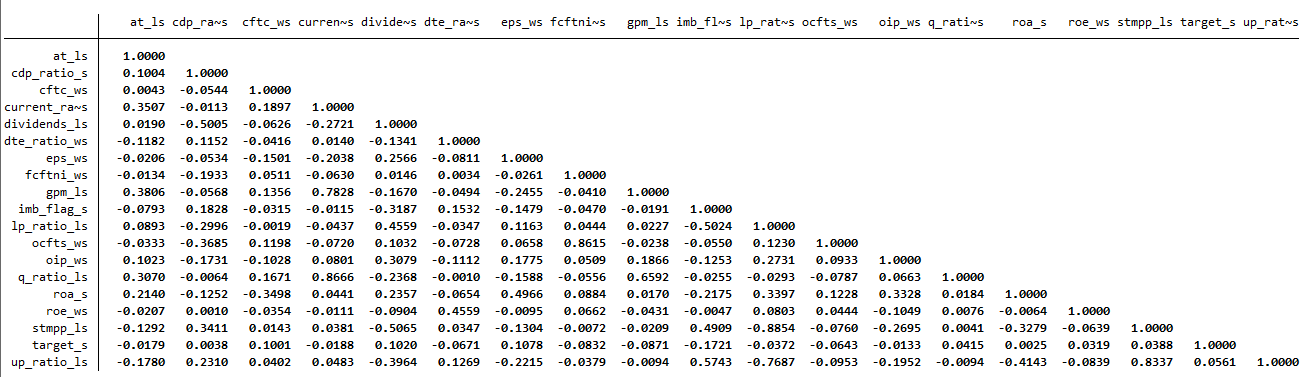 at_ls cdp_ra~s cftc_ws curren~s divide~s dte_ra~s eps_ws fcftni~s gpm_ls imb_fl~s lp_rat~s ocfts_ws oip_ws q_rati~s roa_s roe_ws stmpp_ls target_s up_rat~s
at_ls 1.0000
cdp_ratio_s 0.1004 1.0000
cftc_ws 0.0043 -0.0544 1.0000
current_ra~s 0.3507 -0.0113 0.1897 1.0000
dividends_ls 0.0190 -0.5005 -0.0626 -0.2721 1.0000
dte_ratio_ws -0.1182 0.1152 -0.0416 0.0140 -0.1341 1.0000
eps_ws -0.0206 -0.0534 -0.1501 -0.2038 0.2566 -0.0811 1.0000
fcftni_ws -0.0134 -0.1933 0.0511 -0.0630 0.0146 0.0034 -0.0261 1.0000
gpm_ls 0.3806 -0.0568 0.1356 0.7828 -0.1670 -0.0494 -0.2455 -0.0410 1.0000
imb_flag_s -0.0793 0.1828 -0.0315 -0.0115 -0.3187 0.1532 -0.1479 -0.0470 -0.0191 1.0000
lp_ratio_ls 0.0893 -0.2996 -0.0019 -0.0437 0.4559 -0.0347 0.1163 0.0444 0.0227 -0.5024 1.0000
ocfts_ws -0.0333 -0.3685 0.1198 -0.0720 0.1032 -0.0728 0.0658 0.8615 -0.0238 -0.0550 0.1230 1.0000
oip_ws 0.1023 -0.1731 -0.1028 0.0801 0.3079 -0.1112 0.1775 0.0509 0.1866 -0.1253 0.2731 0.0933 1.0000
q_ratio_ls 0.3070 -0.0064 0.1671 0.8666 -0.2368 -0.0010 -0.1588 -0.0556 0.6592 -0.0255 -0.0293 -0.0787 0.0663 1.0000
roa_s 0.2140 -0.1252 -0.3498 0.0441 0.2357 -0.0654 0.4966 0.0884 0.0170 -0.2175 0.3397 0.1228 0.3328 0.0184 1.0000
roe_ws -0.0207 0.0010 -0.0354 -0.0111 -0.0904 0.4559 -0.0095 0.0662 -0.0431 -0.0047 0.0803 0.0444 -0.1049 0.0076 -0.0064 1.0000
stmpp_ls -0.1292 0.3411 0.0143 0.0381 -0.5065 0.0347 -0.1304 -0.0072 -0.0209 0.4909 -0.8854 -0.0760 -0.2695 0.0041 -0.3279 -0.0639 1.0000
target_s -0.0179 0.0038 0.1001 -0.0188 0.1020 -0.0671 0.1078 -0.0832 -0.0871 -0.1721 -0.0372 -0.0643 -0.0133 0.0415 0.0025 0.0319 0.0388 1.0000
up_ratio_ls -0.1780 0.2310 0.0402 0.0483 -0.3964 0.1269 -0.2215 -0.0379 -0.0094 0.5743 -0.7687 -0.0953 -0.1952 -0.0094 -0.4143 -0.0839 0.8337 0.0561 1.0000